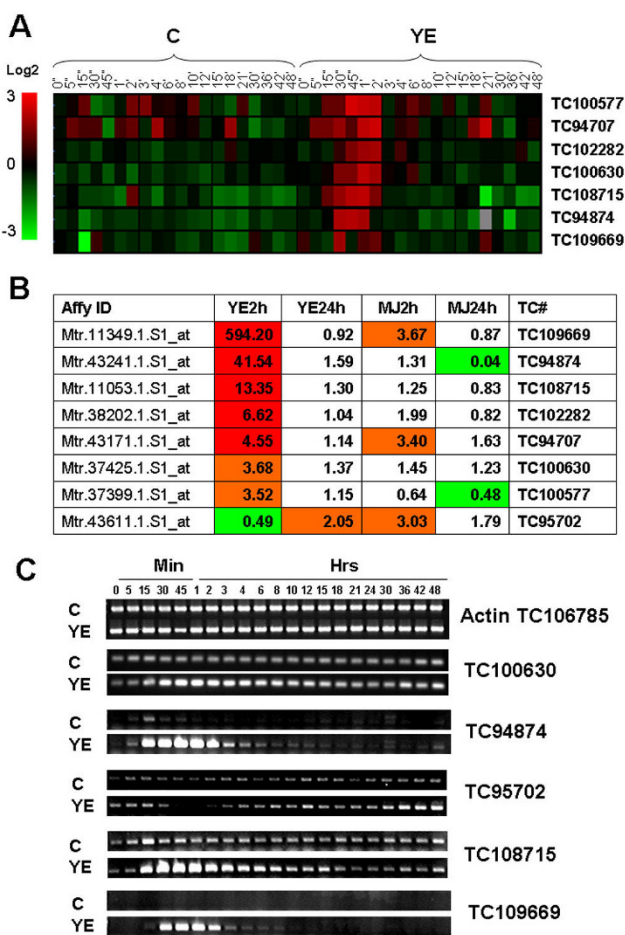 A
C YE
Log2
0" 5" 15" 30" 45" 1' 2' 3' 4' 6' 8' 10' 12' 15' 18' 21' 30' 36' 42' 48' 0" 5" 15" 30" 45" 1' 2' 3' 4' 6' 8' 10' 12' 15' 18' 21' 30' 36' 42' 48'
3
0
-3
TC100577
TC94707
TC102282
TC100630
TC108715
TC94874
TC109669
B
Affy ID YE2h YE24h MJ2h MJ24h TC#
Mtr.11349.1.S1_at 594.20 0.92 3.67 0.87 TC109669
Mtr.43241.1.S1_at 41.54 1.59 1.31 0.04 TC94874
Mtr.11053.1.S1_at 13.35 1.30 1.25 0.83 TC108715
Mtr.38202.1.S1_at 6.62 1.04 1.99 0.82 TC102282
Mtr.43171.1.S1_at 4.55 1.14 3.40 1.63 TC94707
Mtr.37425.1.S1_at 3.68 1.37 1.45 1.23 TC100630
Mtr.37399.1.S1_at 3.52 1.15 0.64 0.48 TC100577
Mtr.43611.1.S1_at 0.49 2.05 3.03 1.79 TC95702
C
Min Hrs
0 5 15 30 45 1 2 3 4 6 8 10 12 15 18 21 24 30 36 42 48
C
YE
Actin TC106785
C
YE
TC100630
C
YE
TC94874
C
YE
TC95702
C
YE
TC108715
C
YE
TC109669